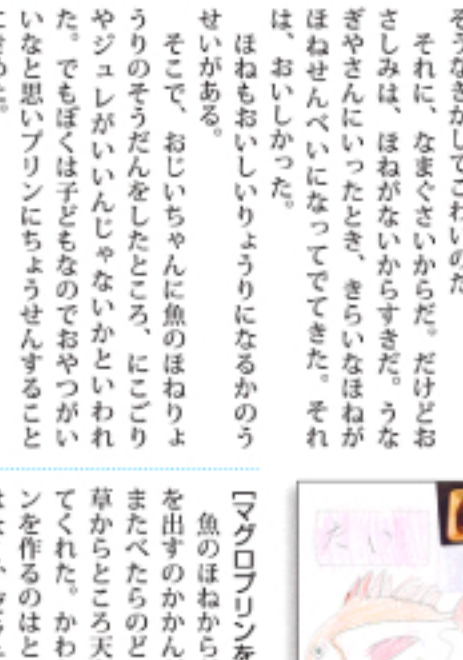 そうなきがしてこわいのだ
それに、なまぐさいからだ。だけどお
さしみは、ほねがないからすきだ。うな
ぎやさんにいったとき、きらいなほねが
ほねせんべいになってでてきた。それ
は、おいしかった。
ほねもおいしいりょうりになるかのう
せいがある。
そこで、おじいちゃんに魚のほねりょ
うりのそうだんをしたところ、にこごり
やジュレがいいんじゃないかといわれ
た。でもぼくは子どもなのでおやつがい
いなと思いプリンにちょうせんすること
にきめた。
[マグロプリンを
魚のほねから
を出すのかかん
またべたらのど
草からところ天
てくれた。かわ
ンを作るのはと
たい